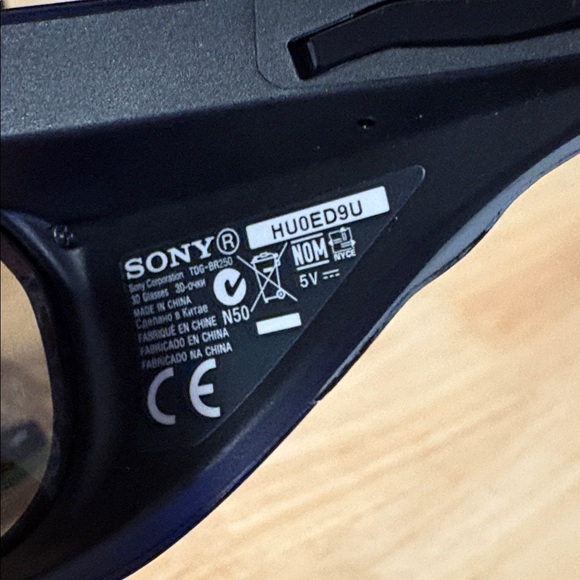 HU0ED9U
SONY®
Sony Corporation TDG-BR250
3D Glasses 3D-очки
MADE IN CHINA
Сделано в Китае
FABRIQUÉ EN CHINE N50
FABRICADO EN CHINA
FABRICADO NA CHINA
NOM
NYCE
5V
CE